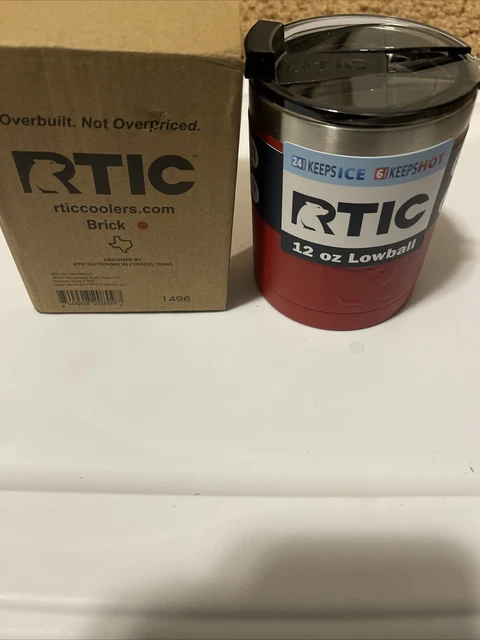 Overbuilt. Not Overpriced.
RTIC
rticcoolers.com
Brick
DESIGNED BY
RTIC OUTDOORS IN CYPRESS, TEXAS
1496
RTIC
24 KEEPS ICE 6 KEEPS HOT
RTIC
12 oz Lowball